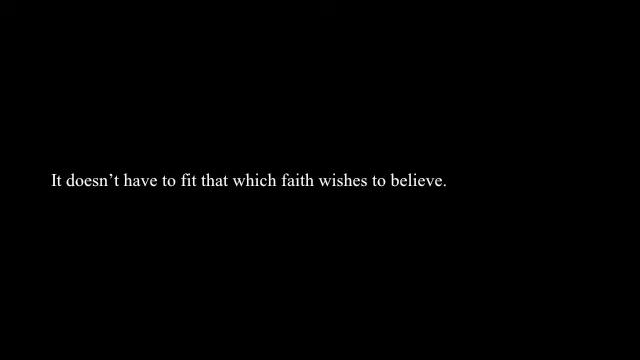 It doesn’t have to fit that which faith wishes to believe.